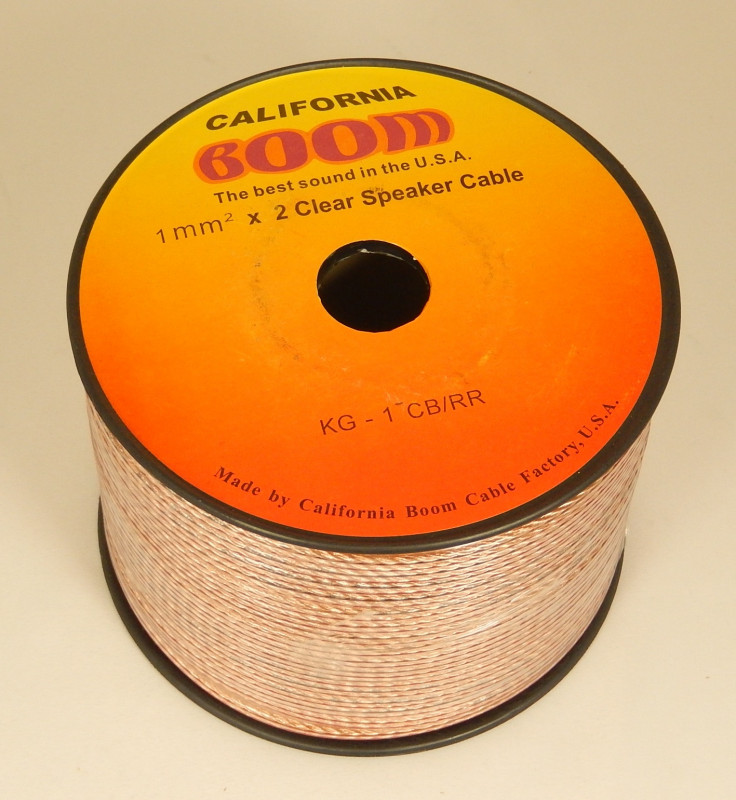 CALIFORNIA
BOOM
The best sound in the U.S.A.
1mm² x 2 Clear Speaker Cable
KG - 1¯CB/RR
Made by California Boom Cable Factory, U.S.A.